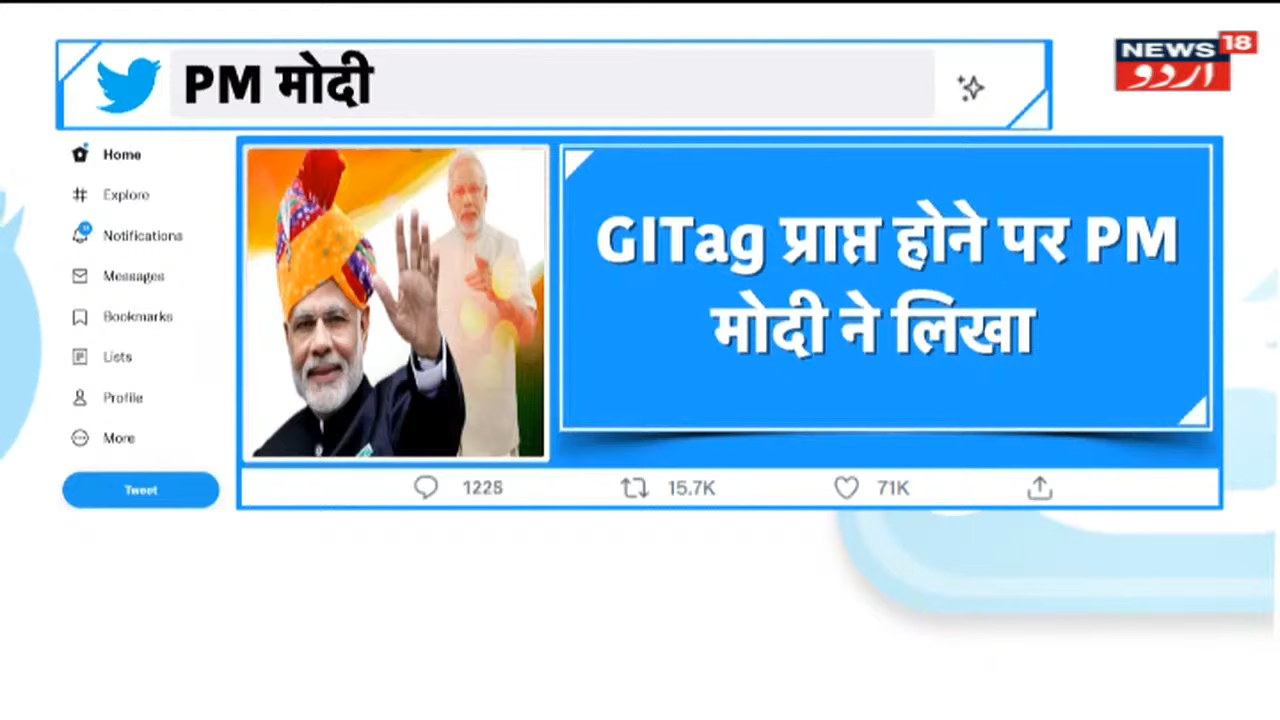 PM मोदी
NEWS 18
اردو
Home
Explore
Notifications
Messages
Bookmarks
Lists
Profile
More
Tweet
GITag प्राप्त होने पर PM
मोदी ने लिखा
1225 15.7K 71K